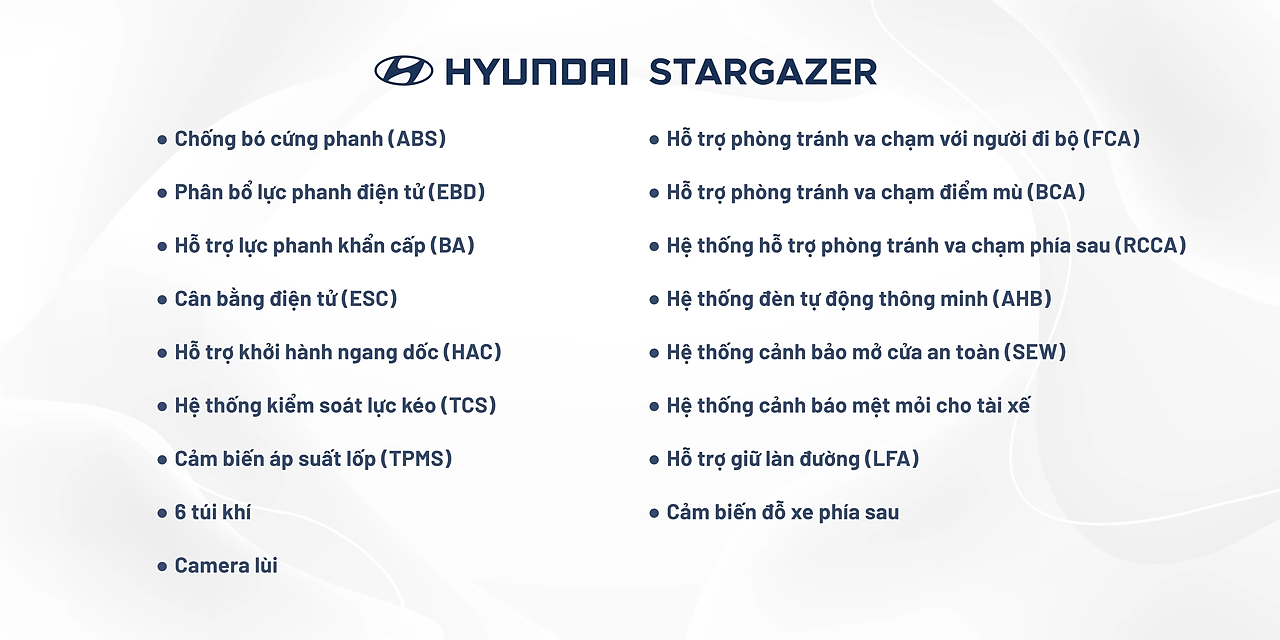 HYUNDAI STARGAZER
● Chống bó cứng phanh (ABS)
● Phân bổ lực phanh điện tử (EBD)
● Hỗ trợ lực phanh khẩn cấp (BA)
● Cân bằng điện tử (ESC)
● Hỗ trợ khởi hành ngang dốc (HAC)
● Hệ thống kiểm soát lực kéo (TCS)
● Cảm biến áp suất lốp (TPMS)
● 6 túi khí
● Camera lùi
● Hỗ trợ phòng tránh va chạm với người đi bộ (FCA)
● Hỗ trợ phòng tránh va chạm điểm mù (BCA)
● Hệ thống hỗ trợ phòng tránh va chạm phía sau (RCCA)
● Hệ thống đèn tự động thông minh (AHB)
● Hệ thống cảnh bảo mở cửa an toàn (SEW)
● Hệ thống cảnh báo mệt mỏi cho tài xế
● Hỗ trợ giữ làn đường (LFA)
● Cảm biến đỗ xe phía sau